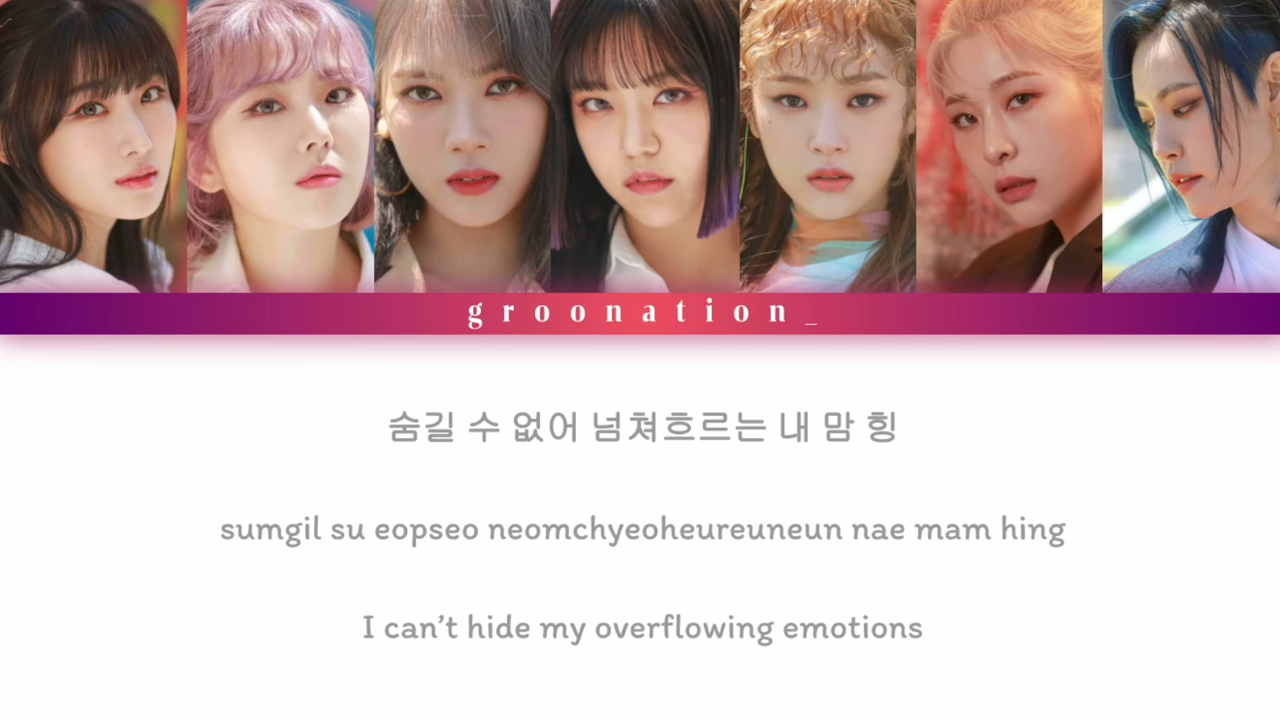 groonation_
숨길 수 없어 넘쳐흐르는 내 맘 힝
sumgil su eopseo neomchyeoheureuneun nae mam hing
I can’t hide my overflowing emotions